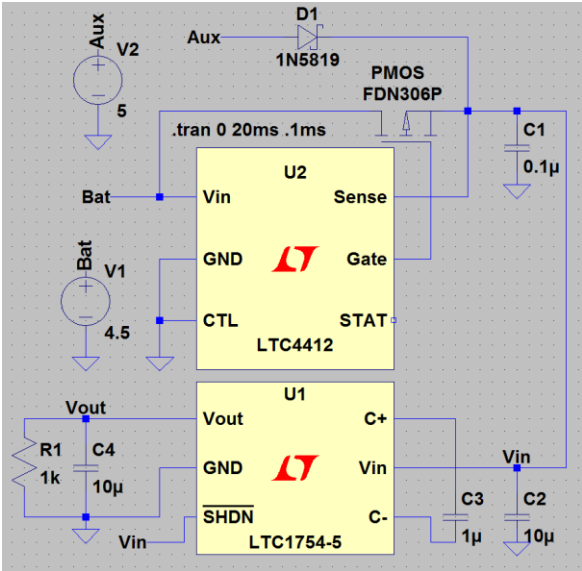 D1
Aux
1N5819
Aux
V2
5
PMOS
FDN306P
.tran 0 20ms .1ms
C1
0.1µ
U2
Bat
Vin
Sense
Bat
V1
4.5
GND
Gate
CTL
STAT
LTC4412
U1
Vout
Vout
C+
R1
1k
C4
10µ
GND
Vin
Vin
Vin
SHDN
C-
C3
1µ
C2
10µ
LTC1754-5